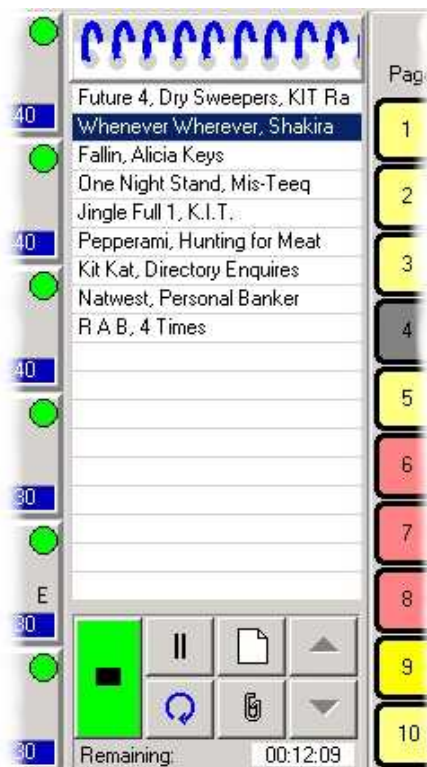 Future 4, Dry Sweepers, KIT Ra
Whenever Wherever, Shakira
Fallin, Alicia Keys
One Night Stand, Mis-Teeq
Jingle Full 1, K.I.T.
Pepperami, Hunting for Meat
Kit Kat, Directory Enquires
Natwest, Personal Banker
R A B, 4 Times
Remaining: 00:12:09
40
40
40
30
E
30
30
Pag
1
2
3
4
5
6
7
8
9
10